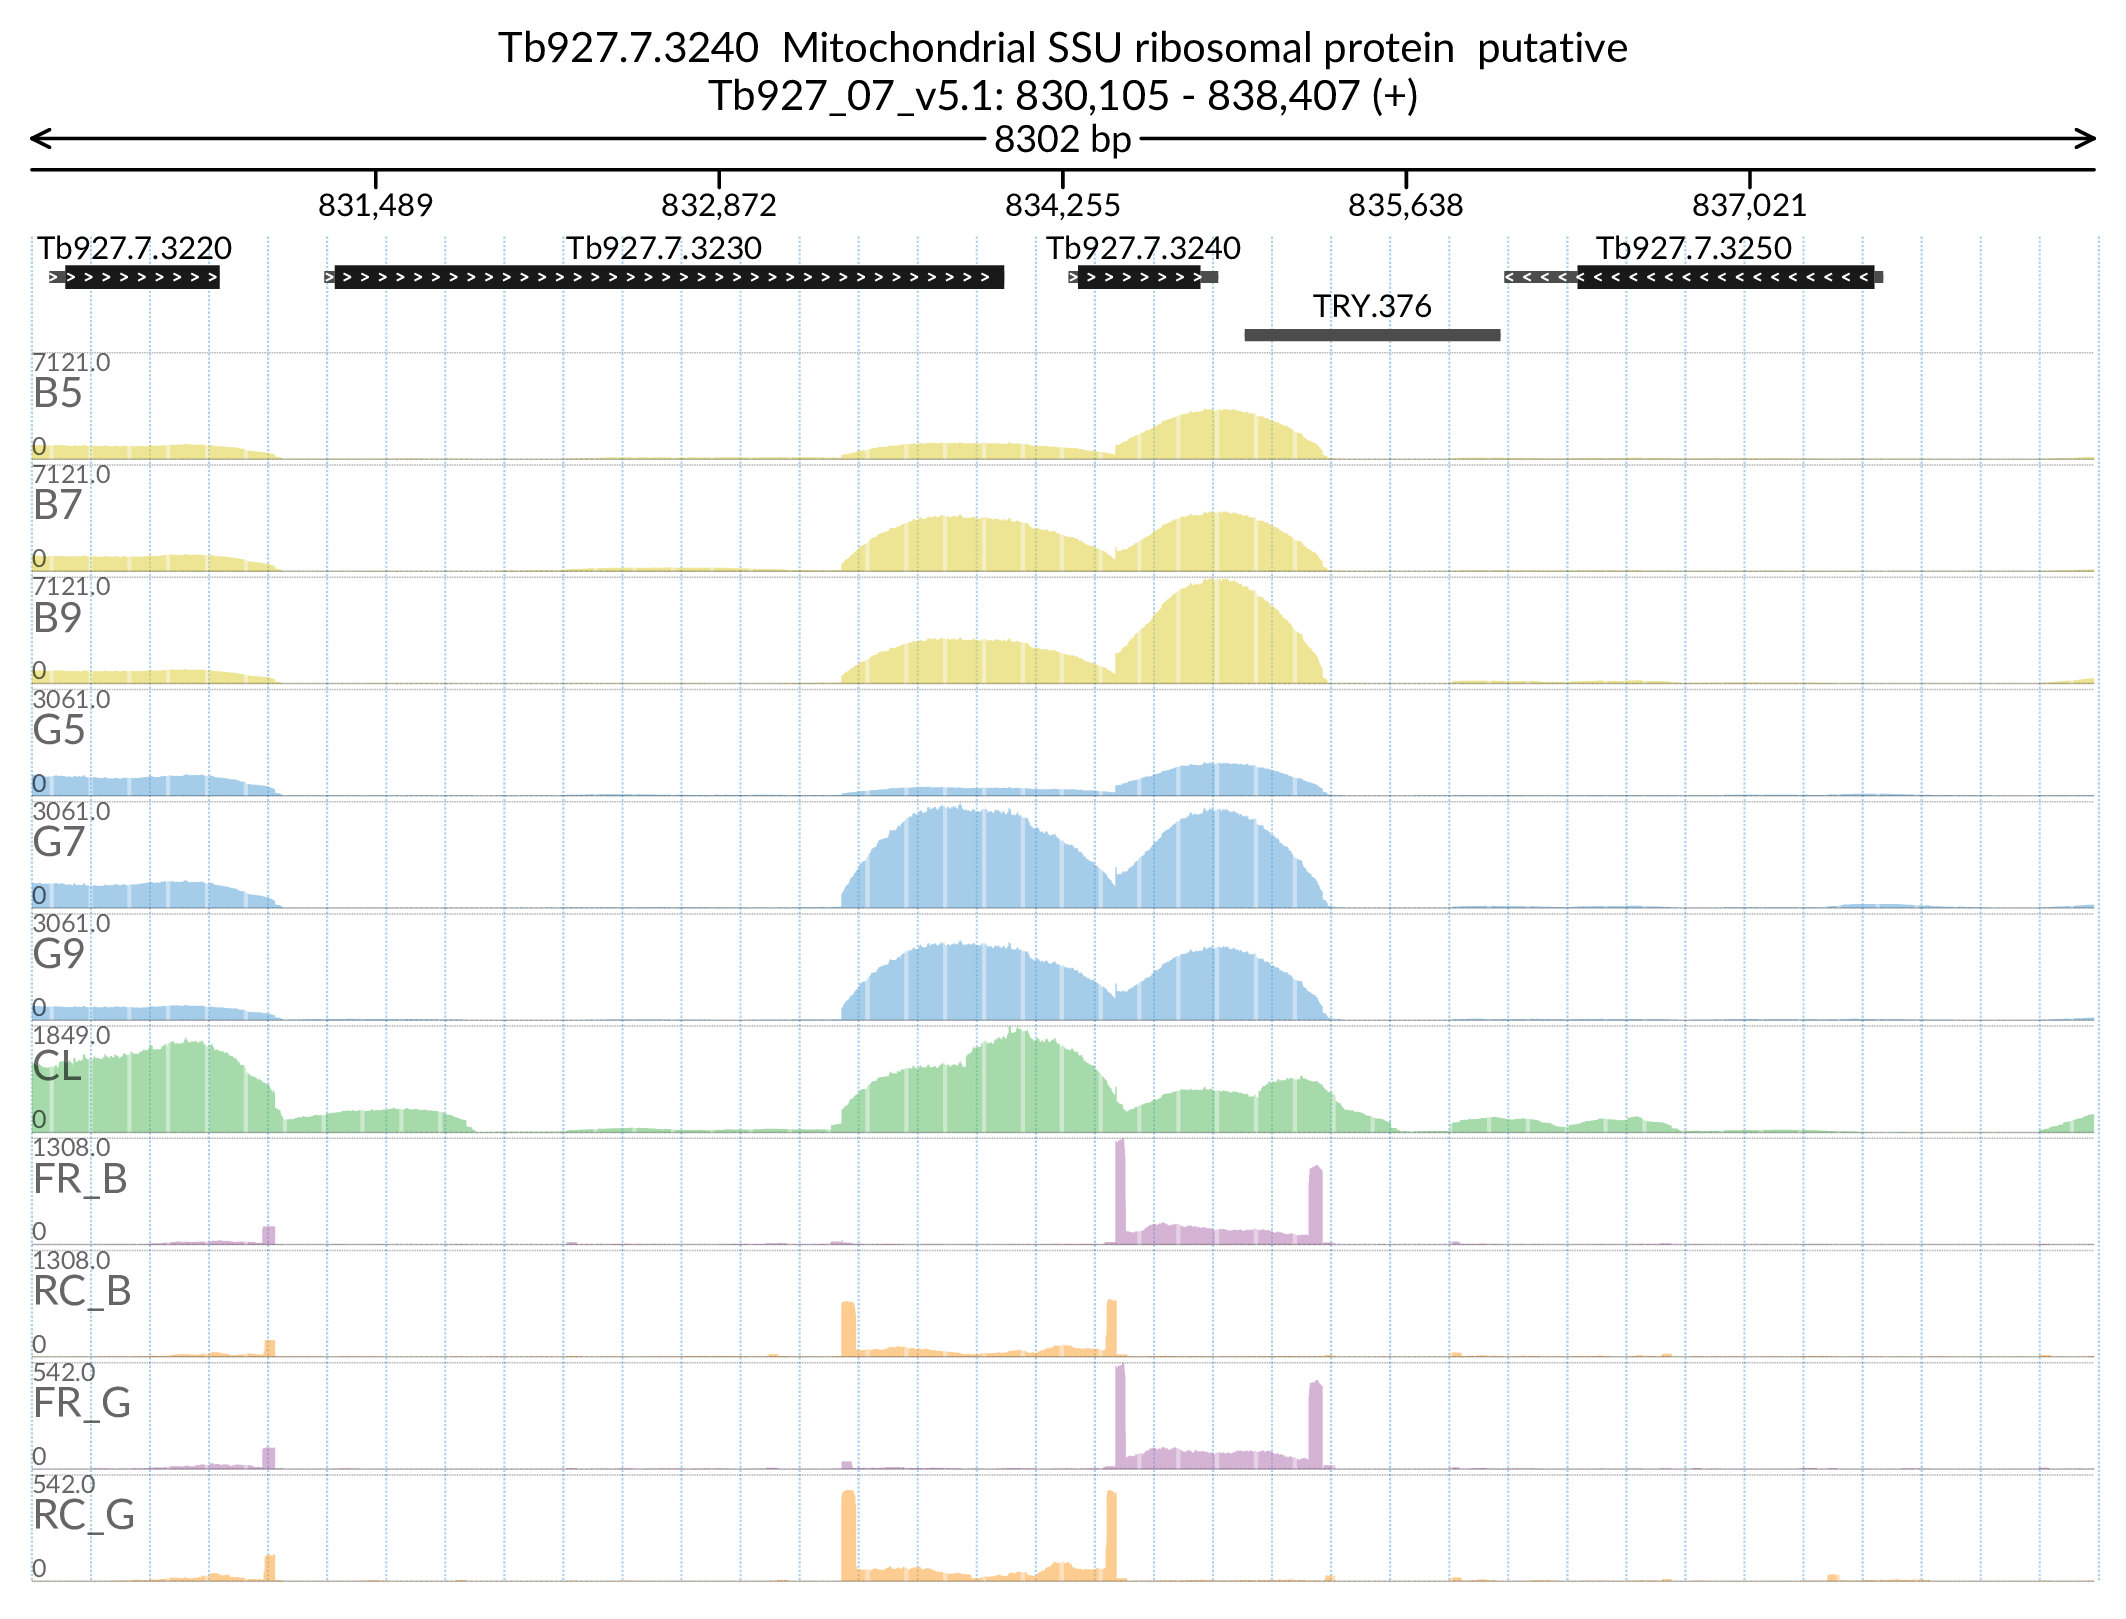 Tb927.7.3240  Mitochondrial SSU ribosomal protein  putative
Tb927_07_v5.1: 830,105 - 838,407 (+)
8302 bp
831,489 832,872 834,255 835,638 837,021
Tb927.7.3220 Tb927.7.3230 Tb927.7.3240 Tb927.7.3250
TRY.376
7121.0
B5
0
7121.0
B7
0
7121.0
B9
0
3061.0
G5
0
3061.0
G7
0
3061.0
G9
0
1849.0
CL
0
1308.0
FR_B
0
1308.0
RC_B
0
542.0
FR_G
0
542.0
RC_G
0